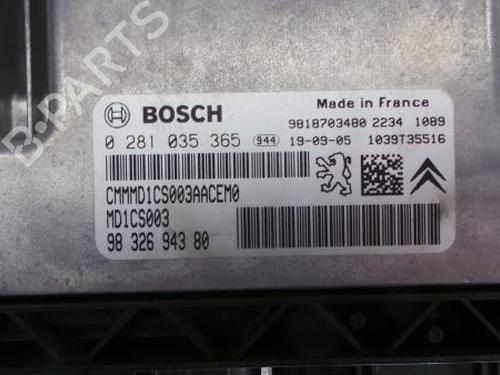 B-PARTS
BOSCH
Made in France
0 281 035 365 944
9818703480 2234 1089
19-09-05 1039T35516
CMMMD1CS003AACEM0
MD1CS003
98 326 943 80